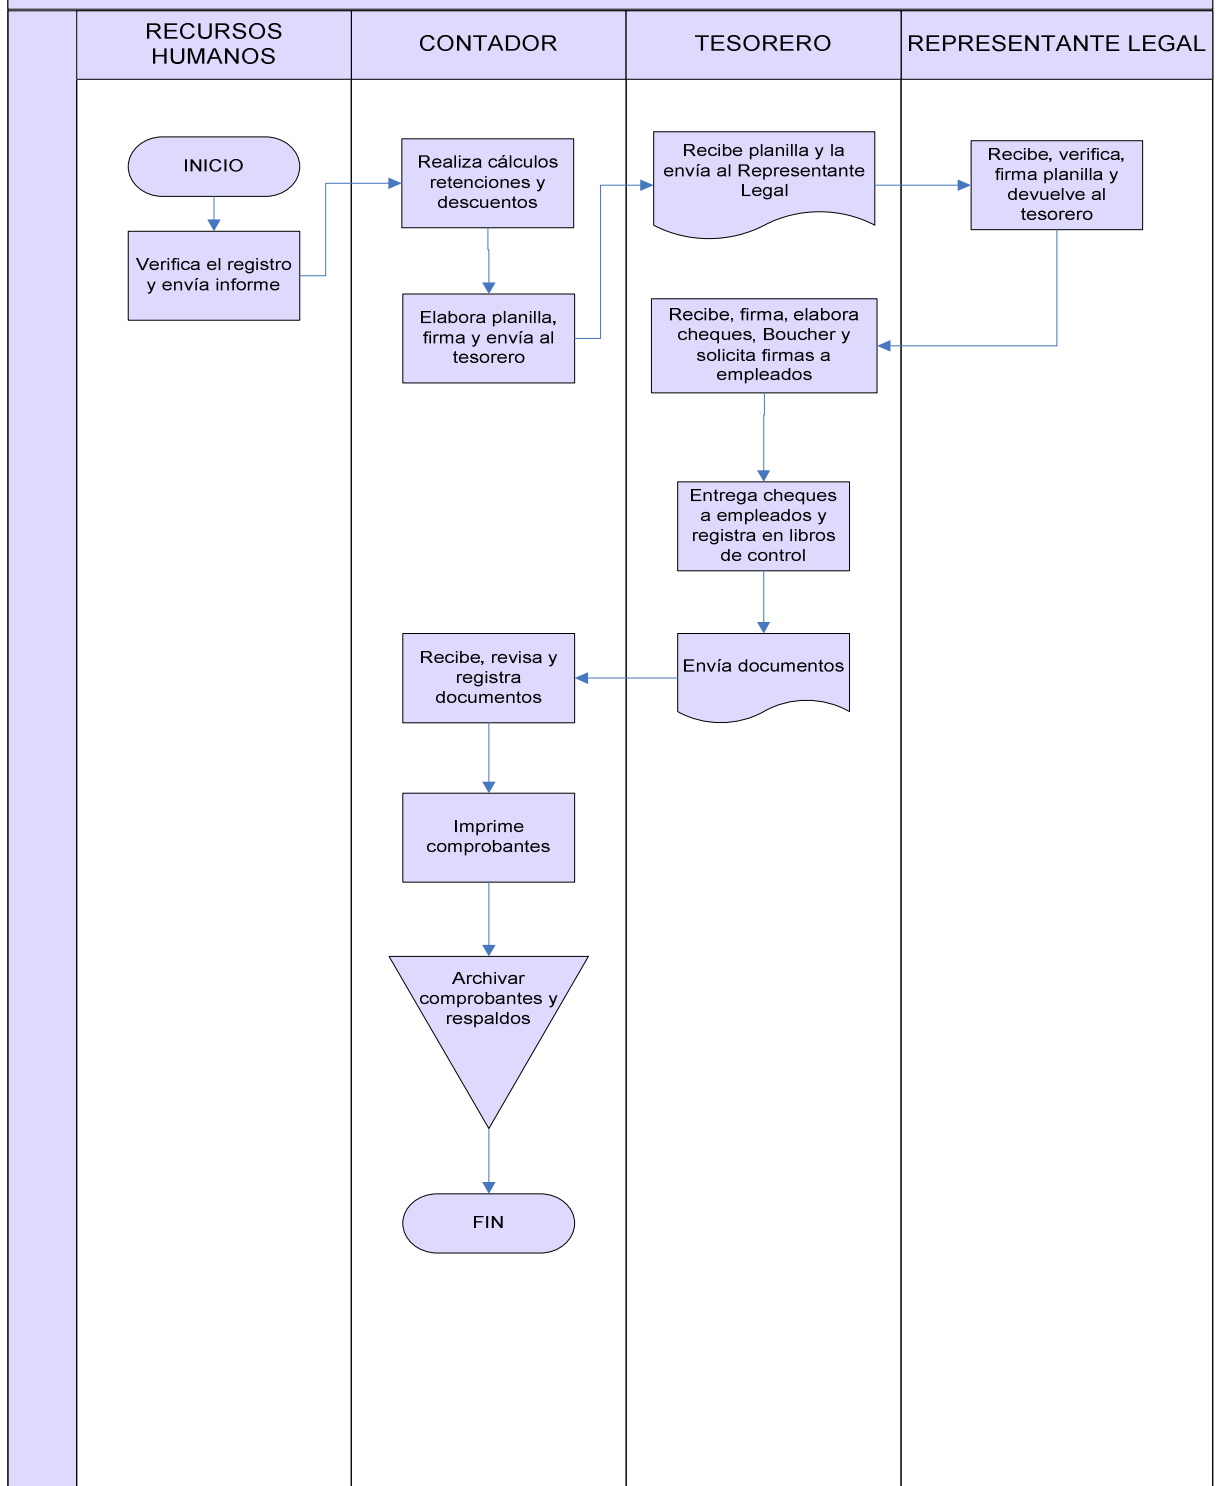 RECURSOS
HUMANOS
CONTADOR
TESORERO
REPRESENTANTE LEGAL
INICIO
Verifica el registro
y envía informe
Realiza cálculos
retenciones y
descuentos
Elabora planilla,
firma y envía al
tesorero
Recibe planilla y la
envía al Representante
Legal
Recibe, verifica,
firma planilla y
devuelve al
tesorero
Recibe, firma, elabora
cheques, Boucher y
solicita firmas a
empleados
Entrega cheques
a empleados y
registra en libros
de control
Envía documentos
Recibe, revisa y
registra
documentos
Imprime
comprobantes
Archivar
comprobantes y
respaldos
FIN